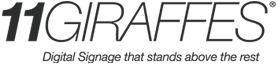 11GIRAFFES®
Digital Signage that stands above the rest